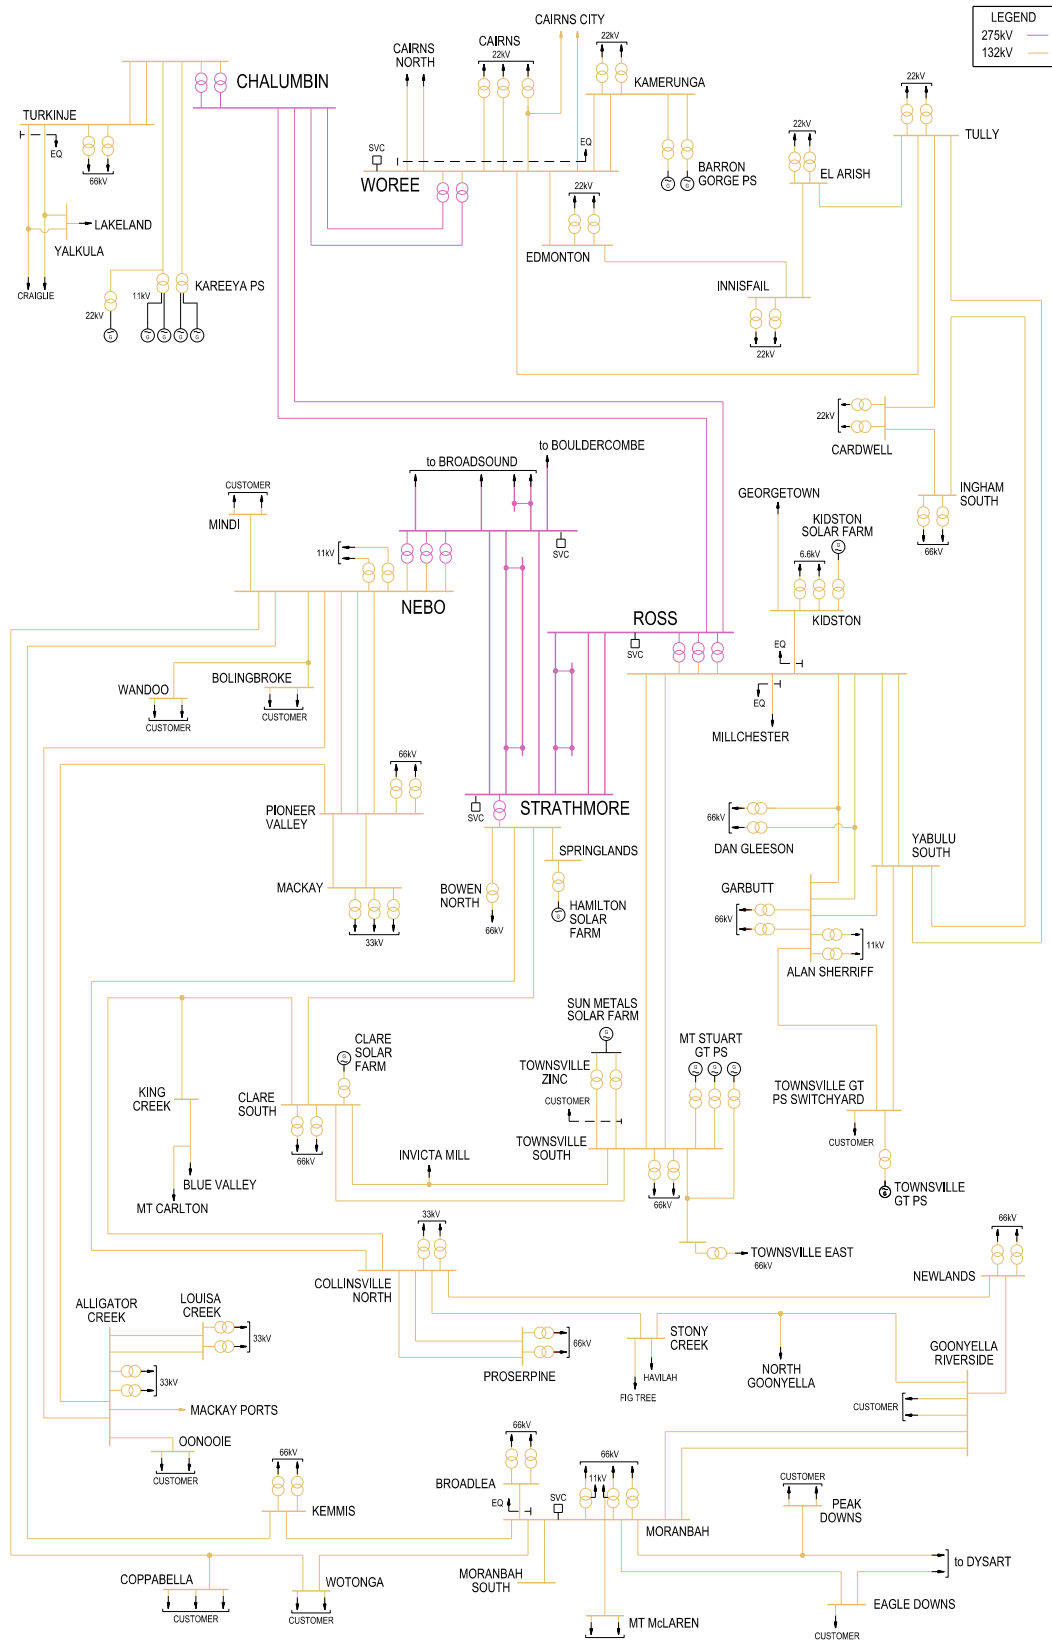 LEGEND
275kV
132kV
CAIRNS CITY
CAIRNS
NORTH
CAIRNS
22kV
22kV
KAMERUNGA
CHALUMBIN
22kV
TULLY
TURKINJE
EQ
66kV
SVC
EQ
WOREE
BARRON
GORGE PS
G
G
22kV
EL ARISH
22kV
EDMONTON
LAKELAND
YALKULA
CRAIGLIE
KAREEYA PS
11kV
22kV
G
G
G
G
G
INNISFAIL
22kV
22kV
CARDWELL
to BOULDERCOMBE
to BROADSOUND
CUSTOMER
MINDI
GEORGETOWN
KIDSTON
SOLAR FARM
G
INGHAM
SOUTH
66kV
11kV
SVC
6.6kV
NEBO
KIDSTON
ROSS
SVC
EQ
WANDOO
CUSTOMER
BOLINGBROKE
CUSTOMER
EQ
MILLCHESTER
66kV
PIONEER
VALLEY
SVC
STRATHMORE
66kV
DAN GLEESON
YABULU
SOUTH
SPRINGLANDS
MACKAY
33kV
BOWEN
NORTH
66kV
G
HAMILTON
SOLAR
FARM
GARBUTT
66kV
11kV
ALAN SHERRIFF
SUN METALS
SOLAR FARM
G
CLARE
SOLAR
FARM
G
MT STUART
GT PS
G
G
G
TOWNSVILLE
ZINC
KING
CREEK
CLARE
SOUTH
CUSTOMER
TOWNSVILLE GT
PS SWITCHYARD
66kV
TOWNSVILLE
SOUTH
CUSTOMER
INVICTA MILL
BLUE VALLEY
MT CARLTON
66kV
G
TOWNSVILLE
GT PS
33kV
66kV
TOWNSVILLE EAST
66kV
COLLINSVILLE
NORTH
NEWLANDS
ALLIGATOR
CREEK
LOUISA
CREEK
33kV
33kV
66kV
PROSERPINE
STONY
CREEK
HAVILAH
FIG TREE
NORTH
GOONYELLA
GOONYELLA
RIVERSIDE
CUSTOMER
MACKAY PORTS
OONOOIE
CUSTOMER
66kV
66kV
11kV
66kV
KEMMIS
BROADLEA
EQ
SVC
MORANBAH
CUSTOMER
PEAK
DOWNS
to DYSART
COPPABELLA
CUSTOMER
WOTONGA
CUSTOMER
MORANBAH
SOUTH
MT McLAREN
EAGLE DOWNS
CUSTOMER